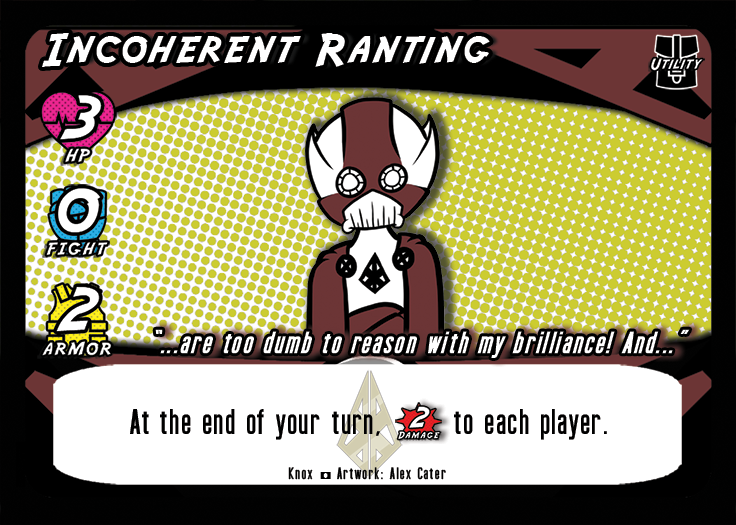 Incoherent Ranting
Utility
3
HP
0
Fight
2
Armor
"...are too dumb to reason with my brilliance! And..."
At the end of your turn, 2 Damage to each player.
Knox Artwork: Alex Cater